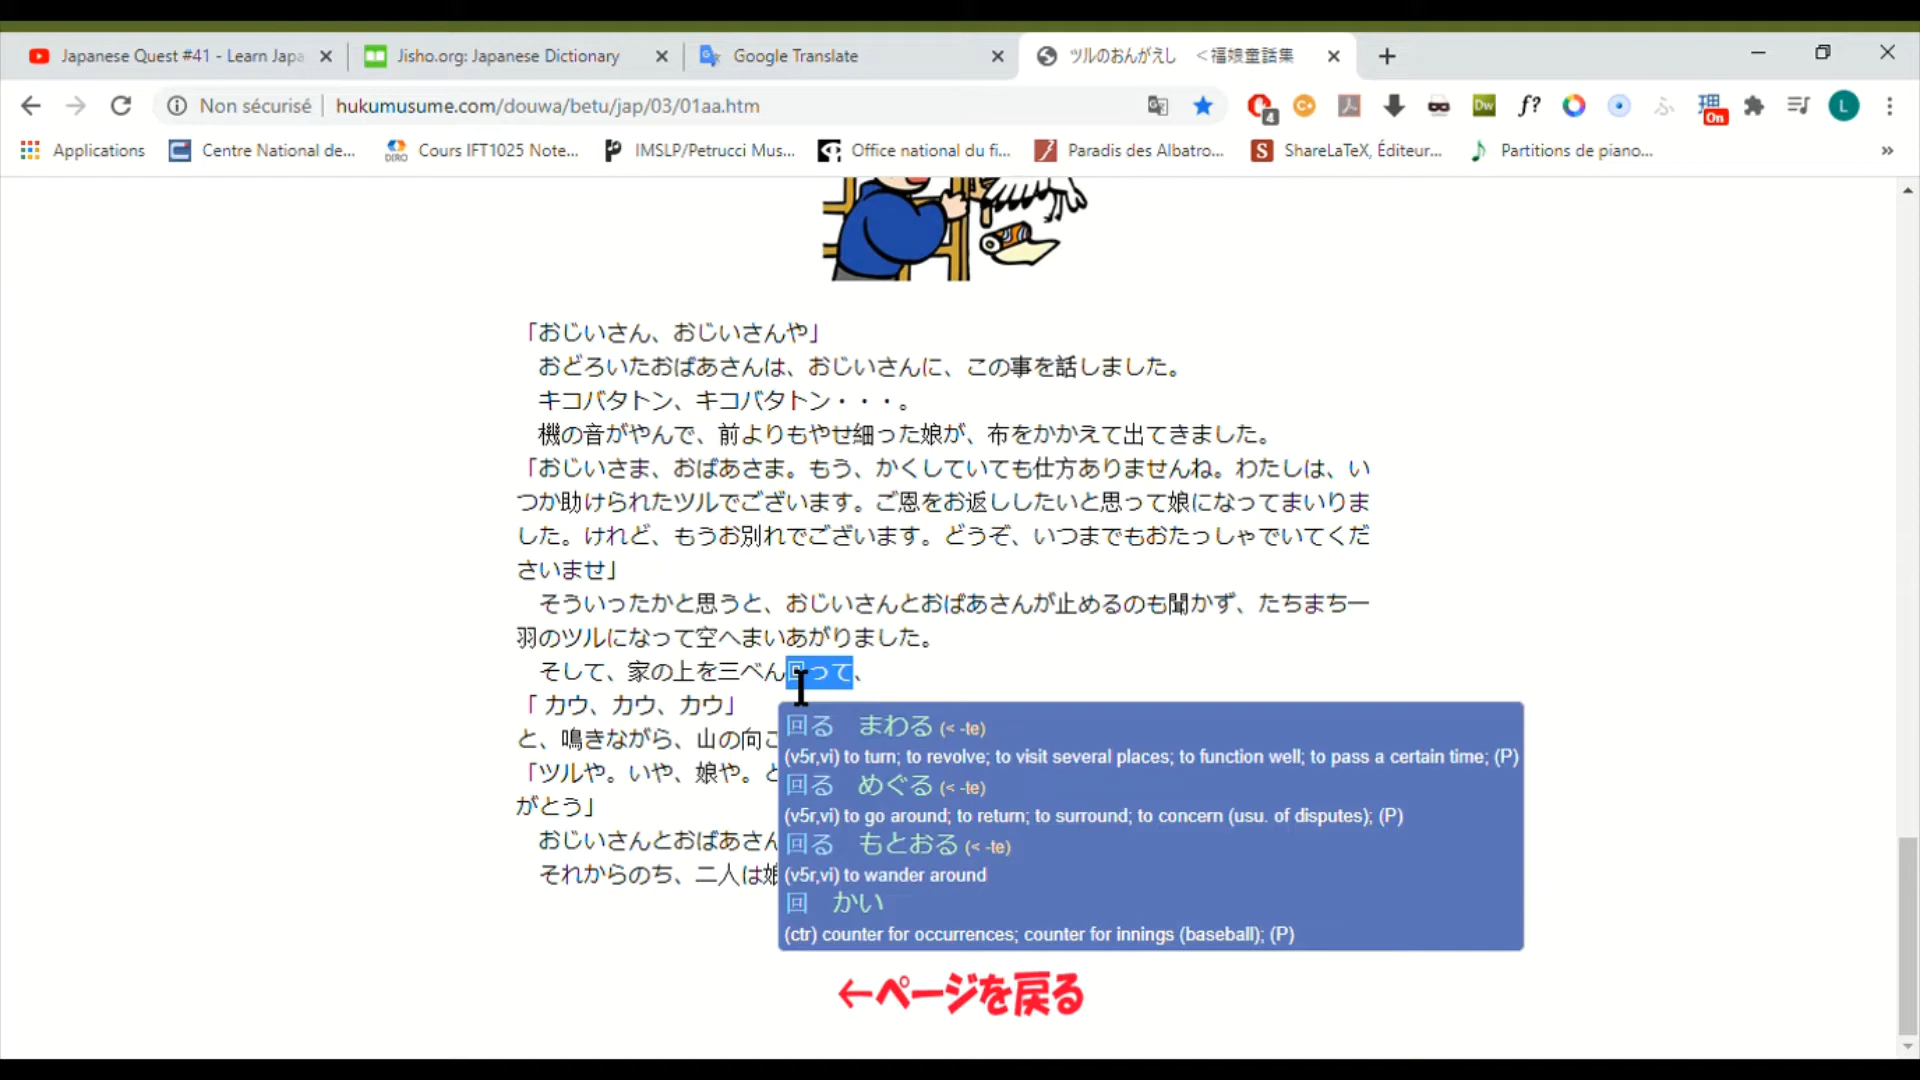 Japanese Quest #41 - Learn Japa
Jisho.org: Japanese Dictionary
Google Translate
ツルのおんがえし <福娘童話集
Non sécurisé
hukumusume.com/douwa/betu/jap/03/01aa.htm
4
C+
Dw
f?
理
On
L
Applications
Centre National de...
DIRO
Cours IFT1025 Note...
IMSLP/Petrucci Mus...
Office national du fi...
Paradis des Albatro...
S
ShareLaTeX, Éditeur...
Partitions de piano...
»
「おじいさん、おじいさんや」
おどろいたおばあさんは、おじいさんに、この事を話しました。
キコバタトン、キコバタトン・・・。
機の音がやんで、前よりもやせ細った娘が、布をかかえて出てきました。
「おじいさま、おばあさま。もう、かくしていても仕方ありませんね。わたしは、い
つか助けられたツルでございます。ご恩をお返ししたいと思って娘になってまいりま
した。けれど、もうお別れでございます。どうぞ、いつまでもおたっしゃでいてくだ
さいませ」
そういったかと思うと、おじいさんとおばあさんが止めるのも聞かず、たちまち一
羽のツルになって空へまいあがりました。
そして、家の上を三べん回って、
「カウ、カウ、カウ」
と、鳴きながら、山の向こ
「ツルや。いや、娘や。と
がとう」
おじいさんとおばあさん
それからのち、二人は娘
回る まわる (< -te)
(v5r,vi) to turn; to revolve; to visit several places; to function well; to pass a certain time; (P)
回る めぐる (< -te)
(v5r,vi) to go around; to return; to surround; to concern (usu. of disputes); (P)
回る もとおる (< -te)
(v5r,vi) to wander around
回 かい
(ctr) counter for occurrences; counter for innings (baseball); (P)
←ページを戻る